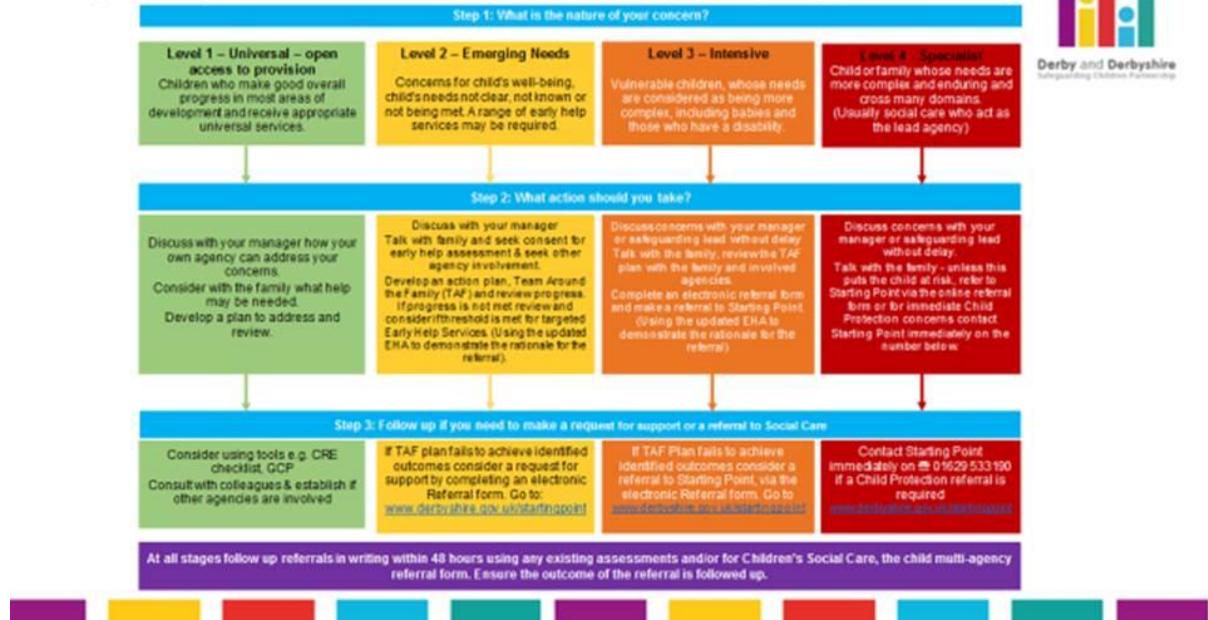 Step 1: What is the nature of your concern?
Level 1 – Universal – open
access to provision
Children who make good overall
progress in most areas of
development and receive appropriate
universal services.
Level 2 – Emerging Needs
Concerns for child's well-being,
child's needs not clear, not known or
not being met. A range of early help
services may be required.
Level 3 – Intensive
Vulnerable children, whose needs
are considered as being more
complex, including babies and
those who have a disability.
Level 4 - Specialist
Child or family whose needs are
more complex and enduring and
cross many domains.
(Usually social care who act as
the lead agency)
Derby and Derbyshire
Safeguarding Children Partnership
Step 2: What action should you take?
Discuss with your manager how your
own agency can address your
concerns.
Consider with the family what help
may be needed.
Develop a plan to address and
review.
Discuss with your manager
Talk with family and seek consent for
early help assessment & seek other
agency involvement.
Develop an action plan, Team Around
the Family (TAF) and review progress.
If progress is not met review and
consider if threshold is met for targeted
Early Help Services. (Using the updated
EHA to demonstrate the rationale for the
referral).
Discuss concerns with your manager
or safeguarding lead without delay
Talk with the family, review the TAF
plan with the family and involved
agencies.
Complete an electronic referral form
and make a referral to Starting Point.
(Using the updated EHA to
demonstrate the rationale for the
referral)
Discuss concerns with your
manager or safeguarding lead
without delay.
Talk with the family - unless this
puts the child at risk, refer to
Starting Point via the online referral
form or for immediate Child
Protection concerns contact
Starting Point immediately on the
number below
Step 3: Follow up if you need to make a request for support or a referral to Social Care
Consider using tools e.g. CRE
checklist, GCP
Consult with colleagues & establish if
other agencies are involved
If TAF plan fails to achieve identified
outcomes consider a request for
support by completing an electronic
Referral form. Go to:
www.derbyshire.gov.uk/startingpoint
If TAF Plan fails to achieve
identified outcomes consider a
referral to Starting Point, via the
electronic Referral form. Go to
www.derbyshire.gov.uk/startingpoint
Contact Starting Point
immediately on ☎ 01629 533190
if a Child Protection referral is
required
www.derbyshire.gov.uk/startingpoint
At all stages follow up referrals in writing within 48 hours using any existing assessments and/or for Children's Social Care, the child multi-agency
referral form. Ensure the outcome of the referral is followed up.